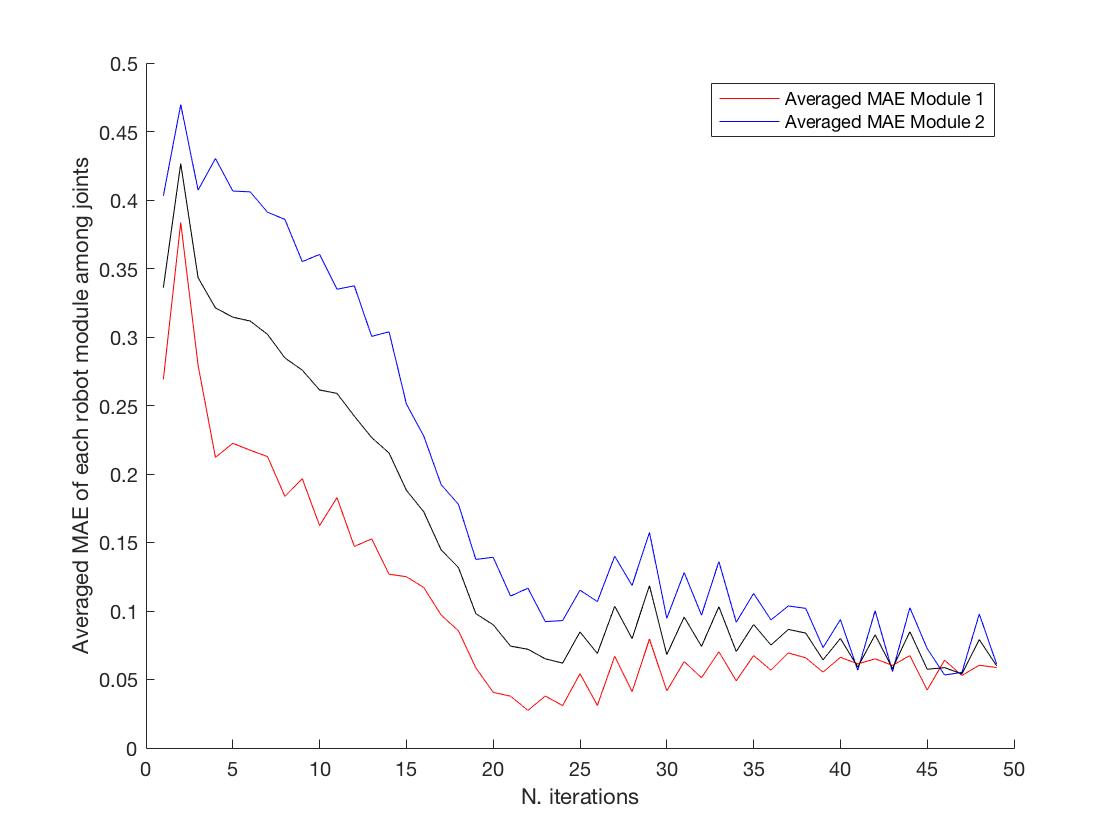 0.5
0.45
0.4
0.35
0.3
0.25
0.2
0.15
0.1
0.05
0
Averaged MAE of each robot module among joints
Averaged MAE Module 1
Averaged MAE Module 2
0 5 10 15 20 25 30 35 40 45 50
N. iterations